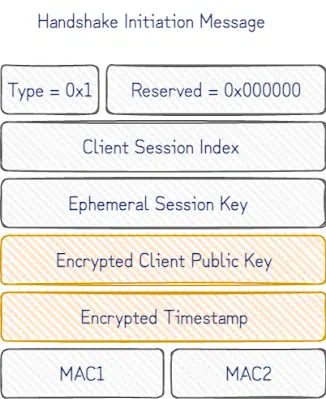 Handshake Initiation Message
Type = 0x1
Reserved = 0x000000
Client Session Index
Ephemeral Session Key
Encrypted Client Public Key
Encrypted Timestamp
MAC1
MAC2